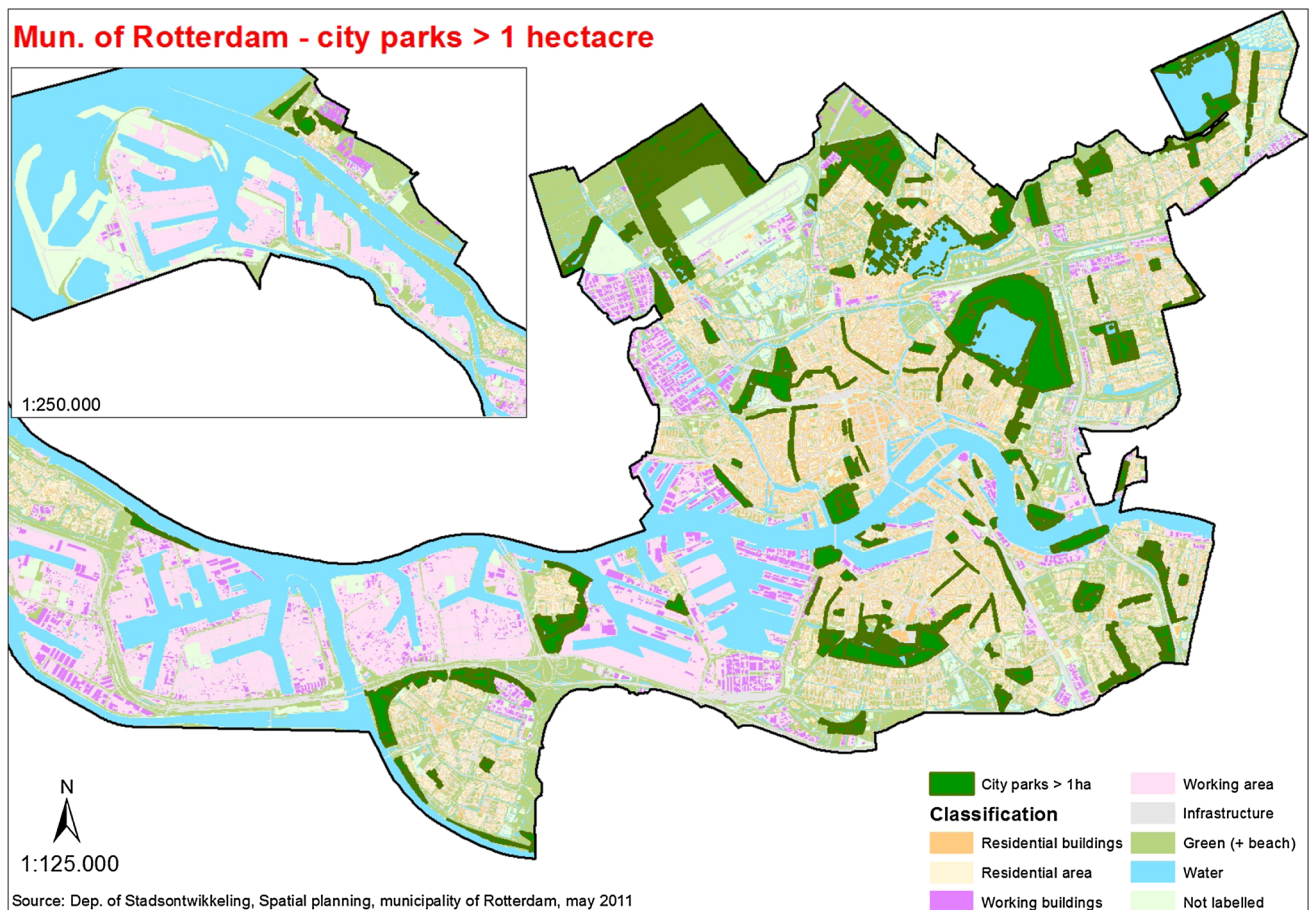 Mun. of Rotterdam - city parks > 1 hectacre
1:250.000
N
1:125.000
City parks > 1ha
Classification
Residential buildings
Residential area
Working buildings
Working area
Infrastructure
Green (+ beach)
Water
Not labelled
Source: Dep. of Stadsontwikkeling, Spatial planning, municipality of Rotterdam, may 2011